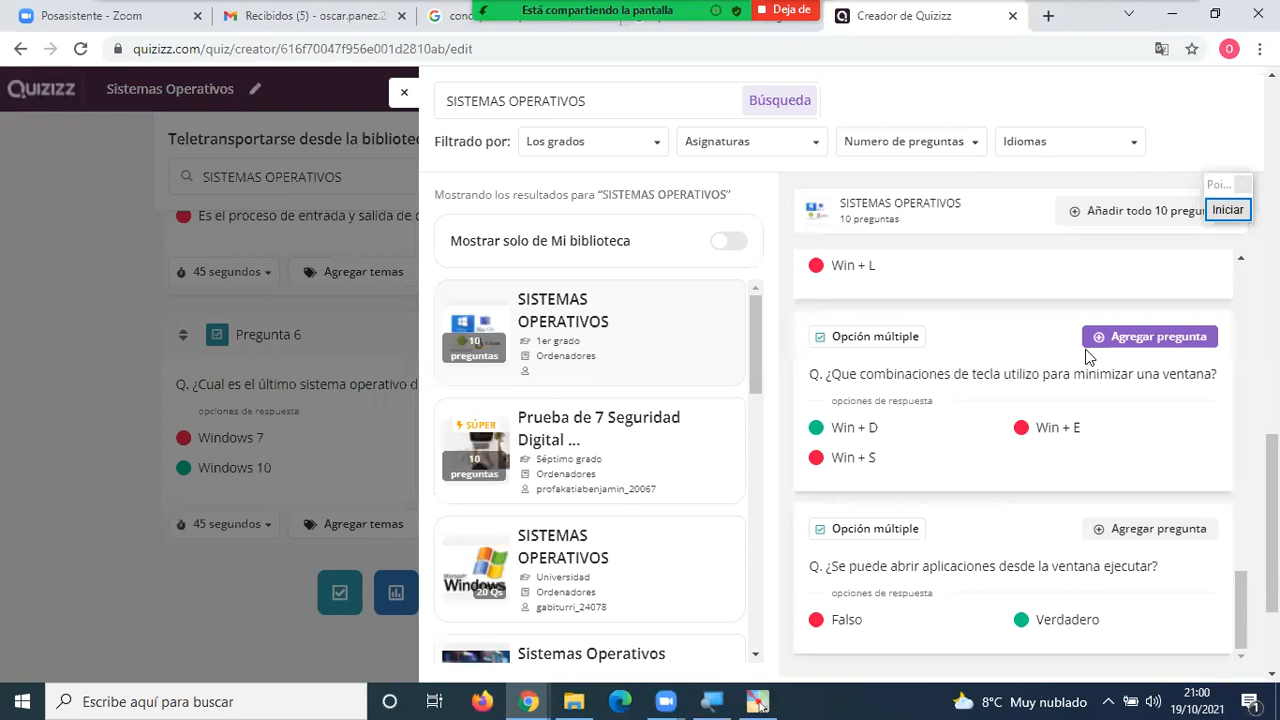 Posasco - Zoom
Recibidos (5) - oscar.panez.2
Está compartiendo la pantalla
Deja de
Creador de Quizizz
quizizz.com/quiz/creator/616f70047f956e001d2810ab/edit
O
QUIZIZZ
Sistemas Operativos
Teletransportarse desde la bibliote
SISTEMAS OPERATIVOS
Es el proceso de entrada y salida de
45 segundos
Agregar temas
Pregunta 6
Q. ¿Cual es el último sistema operativo d
opciones de respuesta
Windows 7
Windows 10
45 segundos
Agregar temas
SISTEMAS OPERATIVOS
Búsqueda
Filtrado por:
Los grados
Asignaturas
Numero de preguntas
Idiomas
Mostrando los resultados para “SISTEMAS OPERATIVOS”
Mostrar solo de Mi biblioteca
SISTEMAS
OPERATIVOS
10
preguntas
1er grado
Ordenadores
SÚPER
Prueba de 7 Seguridad
Digital ...
10
preguntas
Séptimo grado
Ordenadores
profakatiabenjamin_20067
SISTEMAS
OPERATIVOS
Microsoft
Windows
20 Qs
Universidad
Ordenadores
gabiturri_24078
Sistemas Operativos
SISTEMAS OPERATIVOS
10 preguntas
Añadir todo 10 pregu
Poi...
Iniciar
Win + L
Opción múltiple
Agregar pregunta
Q. ¿Que combinaciones de tecla utilizo para minimizar una ventana?
opciones de respuesta
Win + D
Win + E
Win + S
Opción múltiple
Agregar pregunta
Q. ¿Se puede abrir aplicaciones desde la ventana ejecutar?
opciones de respuesta
Falso
Verdadero
Escribe aquí para buscar
8°C Muy nublado
21:00
19/10/2021
1